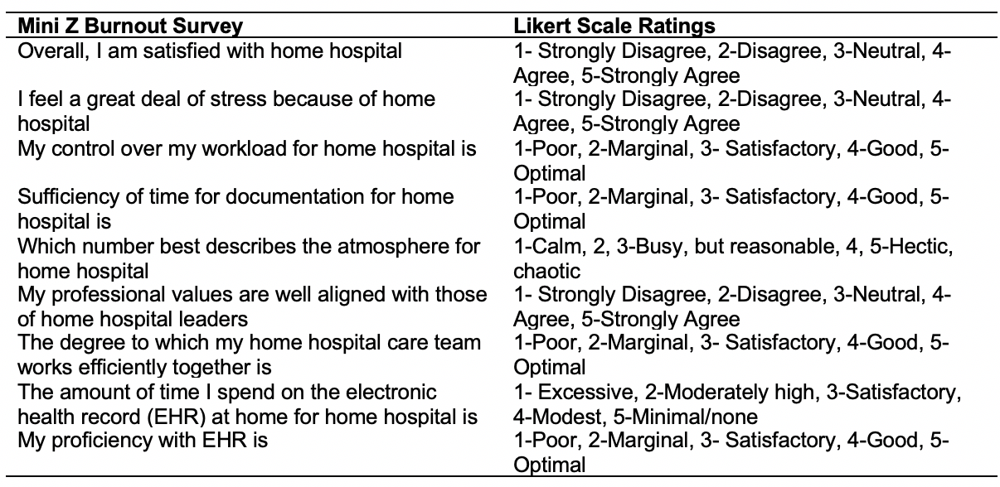 Mini Z Burnout Survey Likert Scale Ratings
Overall, I am satisfied with home hospital 1- Strongly Disagree, 2-Disagree, 3-Neutral, 4-
Agree, 5-Strongly Agree
I feel a great deal of stress because of home 1- Strongly Disagree, 2-Disagree, 3-Neutral, 4-
hospital Agree, 5-Strongly Agree
My control over my workload for home hospital is 1-Poor, 2-Marginal, 3- Satisfactory, 4-Good, 5-
Optimal
Sufficiency of time for documentation for home 1-Poor, 2-Marginal, 3- Satisfactory, 4-Good, 5-
hospital is Optimal
Which number best describes the atmosphere for 1-Calm, 2, 3-Busy, but reasonable, 4, 5-Hectic,
home hospital chaotic
My professional values are well aligned with those 1- Strongly Disagree, 2-Disagree, 3-Neutral, 4-
of home hospital leaders Agree, 5-Strongly Agree
The degree to which my home hospital care team 1-Poor, 2-Marginal, 3- Satisfactory, 4-Good, 5-
works efficiently together is Optimal
The amount of time I spend on the electronic 1- Excessive, 2-Moderately high, 3-Satisfactory,
health record (EHR) at home for home hospital is 4-Modest, 5-Minimal/none
My proficiency with EHR is 1-Poor, 2-Marginal, 3- Satisfactory, 4-Good, 5-
Optimal